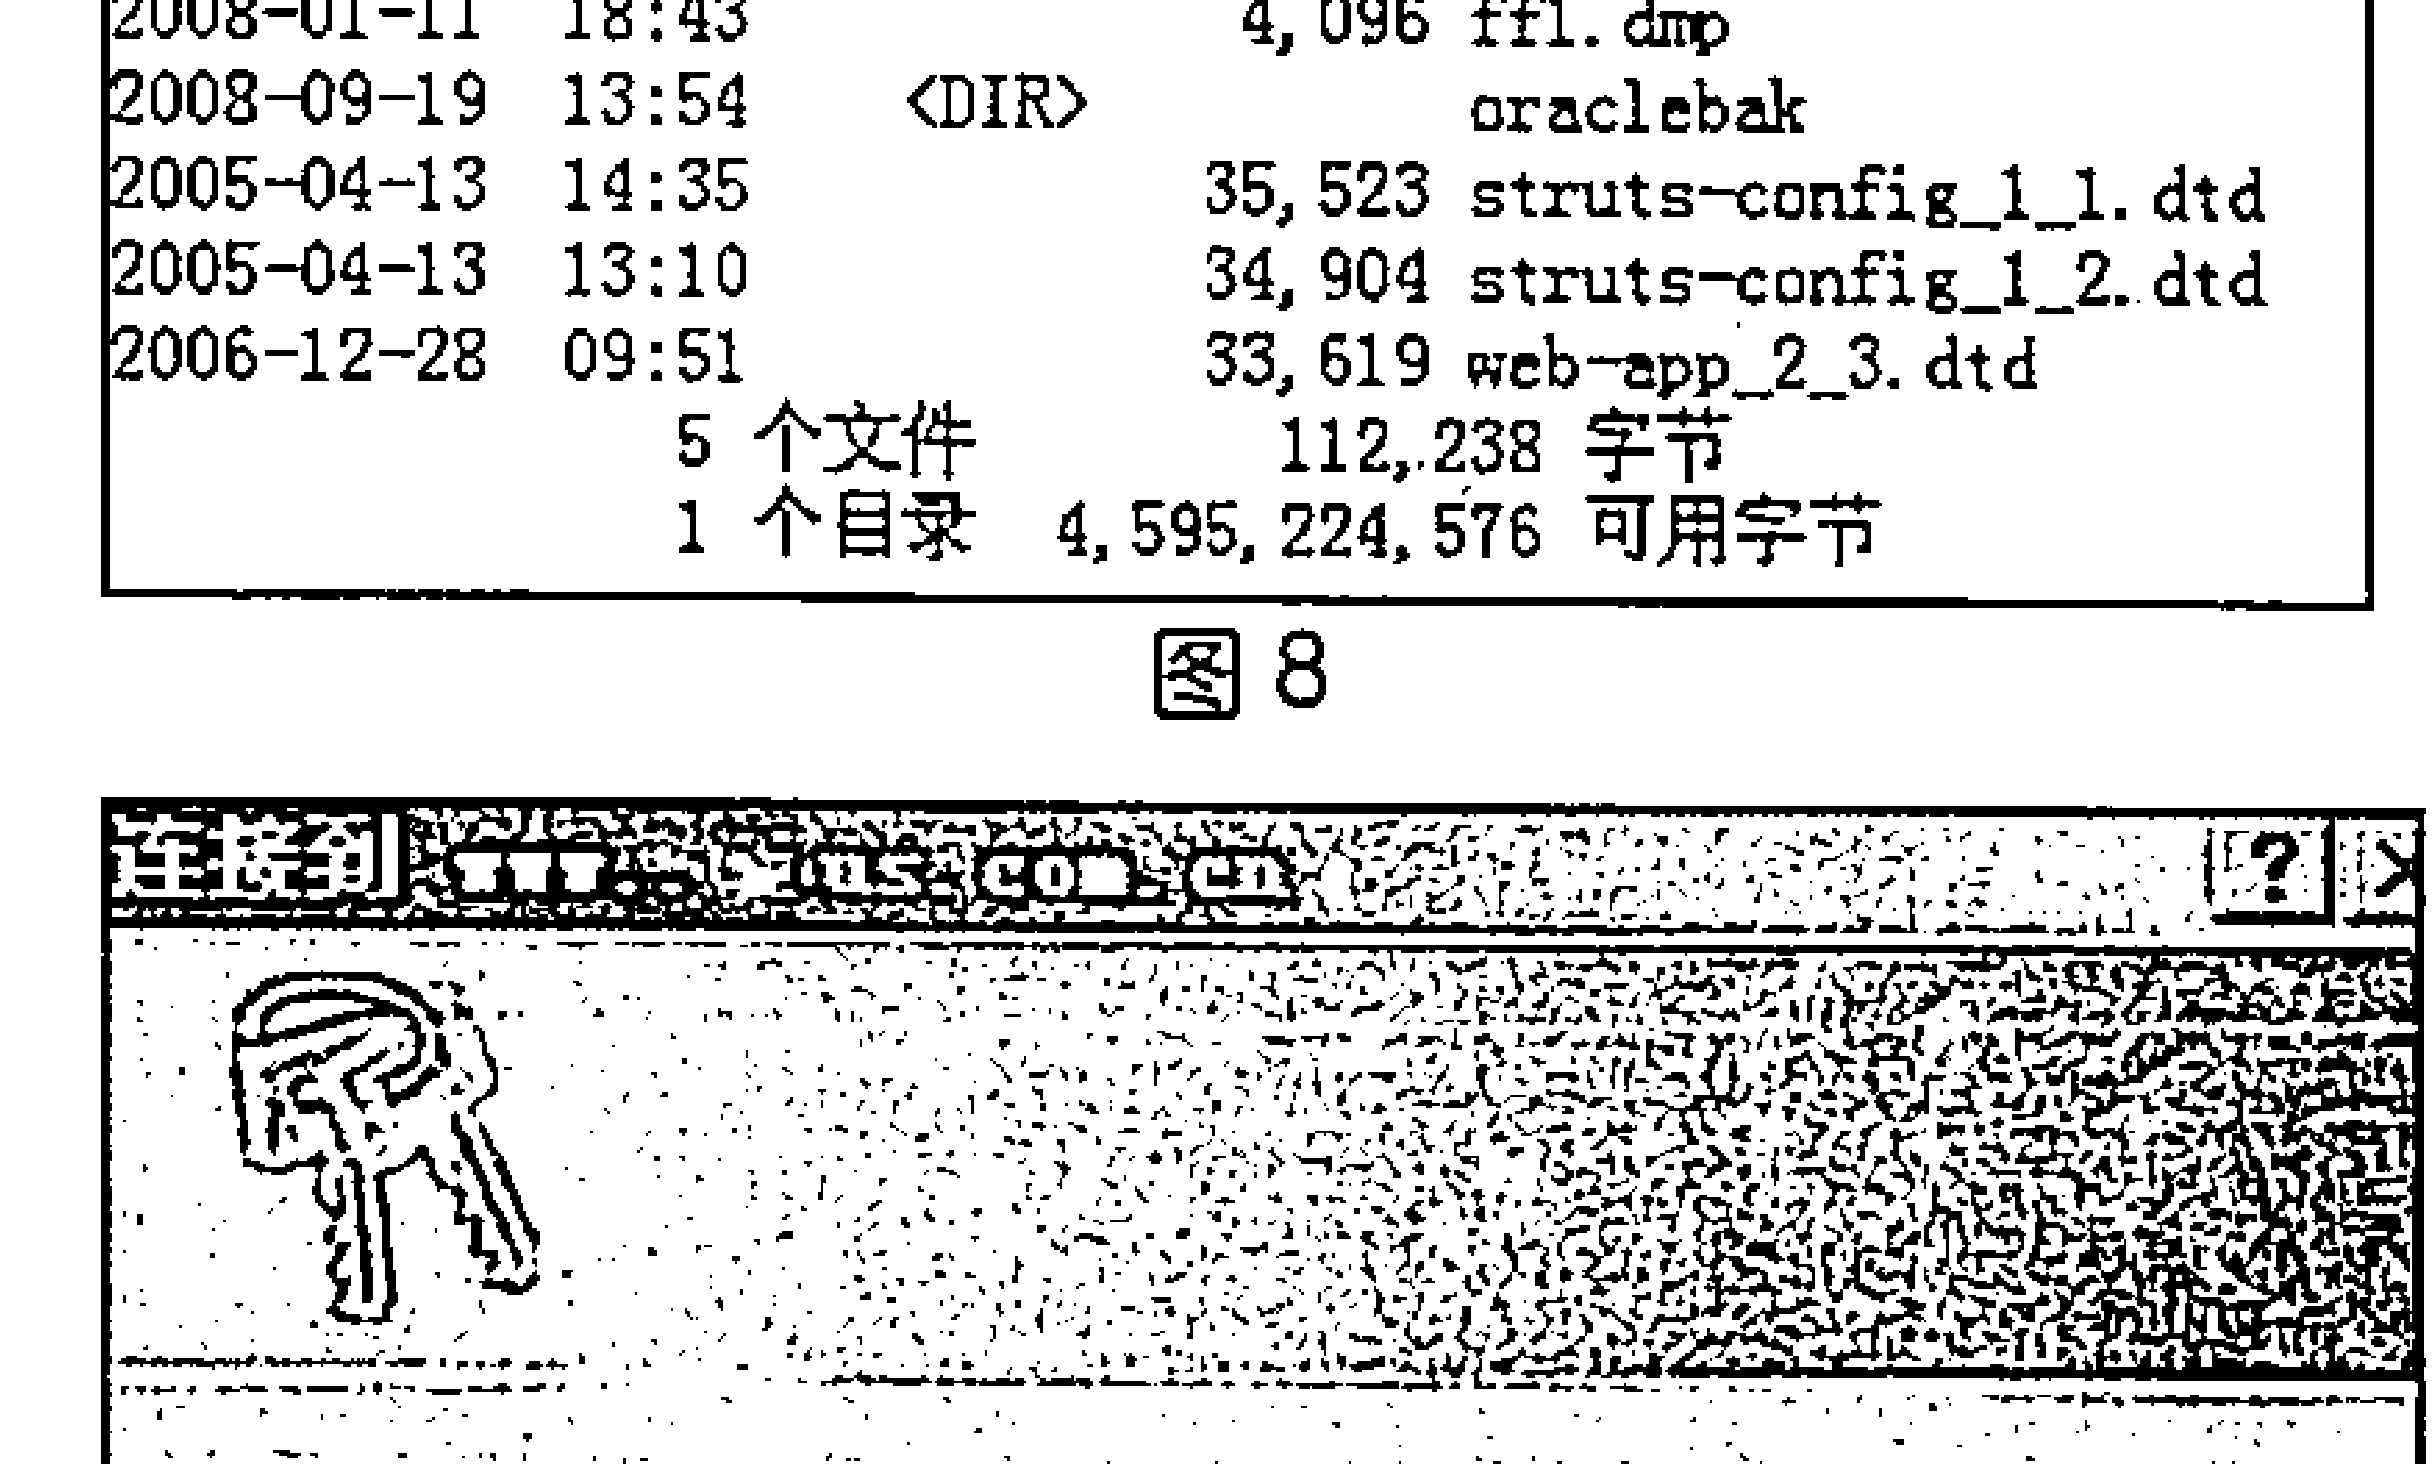 2008-01-11 18:43 4,096 ff1.dmp
2008-09-19 13:54 <DIR> oraclebak
2005-04-13 14:35 35,523 struts-config_1_1.dtd
2005-04-13 13:10 34,904 struts-config_1_2.dtd
2006-12-28 09:51 33,619 web-app_2_3.dtd
5 个文件 112,238 字节
1 个目录 4,595,224,576 可用字节
图 8
连接到 .com.cn